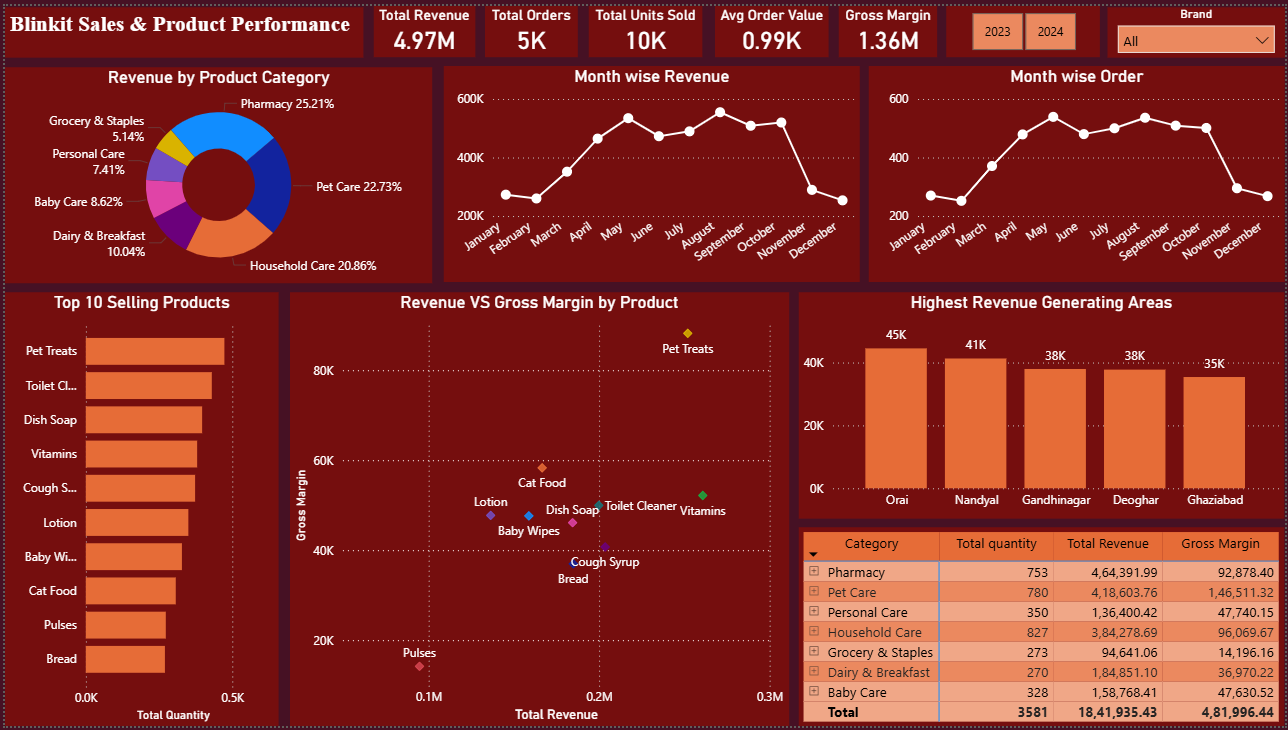 Blinkit Sales & Product Performance
Total Revenue
4.97M
Total Orders
5K
Total Units Sold
10K
Avg Order Value
0.99K
Gross Margin
1.36M
2023
2024
Brand
All
Revenue by Product Category
Pharmacy 25.21%
Grocery & Staples
5.14%
Personal Care
7.41%
Pet Care 22.73%
Baby Care 8.62%
Dairy & Breakfast
10.04%
Household Care 20.86%
Month wise Revenue
600K
400K
200K
January
February
March
April
May
June
July
August
September
October
November
December
Month wise Order
600
400
200
January
February
March
April
May
June
July
August
September
October
November
December
Top 10 Selling Products
Pet Treats
Toilet Cl...
Dish Soap
Vitamins
Cough S...
Lotion
Baby Wi...
Cat Food
Pulses
Bread
0.0K
0.5K
Total Quantity
Revenue VS Gross Margin by Product
Gross Margin
80K
60K
40K
20K
Pet Treats
Cat Food
Lotion
Baby Wipes
Dish Soap
Toilet Cleaner
Vitamins
Cough Syrup
Bread
Pulses
0.1M
0.2M
0.3M
Total Revenue
Highest Revenue Generating Areas
40K
20K
0K
45K
41K
38K
38K
35K
Orai
Nandyal
Gandhinagar
Deoghar
Ghaziabad
Category Total quantity Total Revenue Gross Margin
Pharmacy 753 4,64,391.99 92,878.40
Pet Care 780 4,18,603.76 1,46,511.32
Personal Care 350 1,36,400.42 47,740.15
Household Care 827 3,84,278.69 96,069.67
Grocery & Staples 273 94,641.06 14,196.16
Dairy & Breakfast 270 1,84,851.10 36,970.22
Baby Care 328 1,58,768.41 47,630.52
Total 3581 18,41,935.43 4,81,996.44